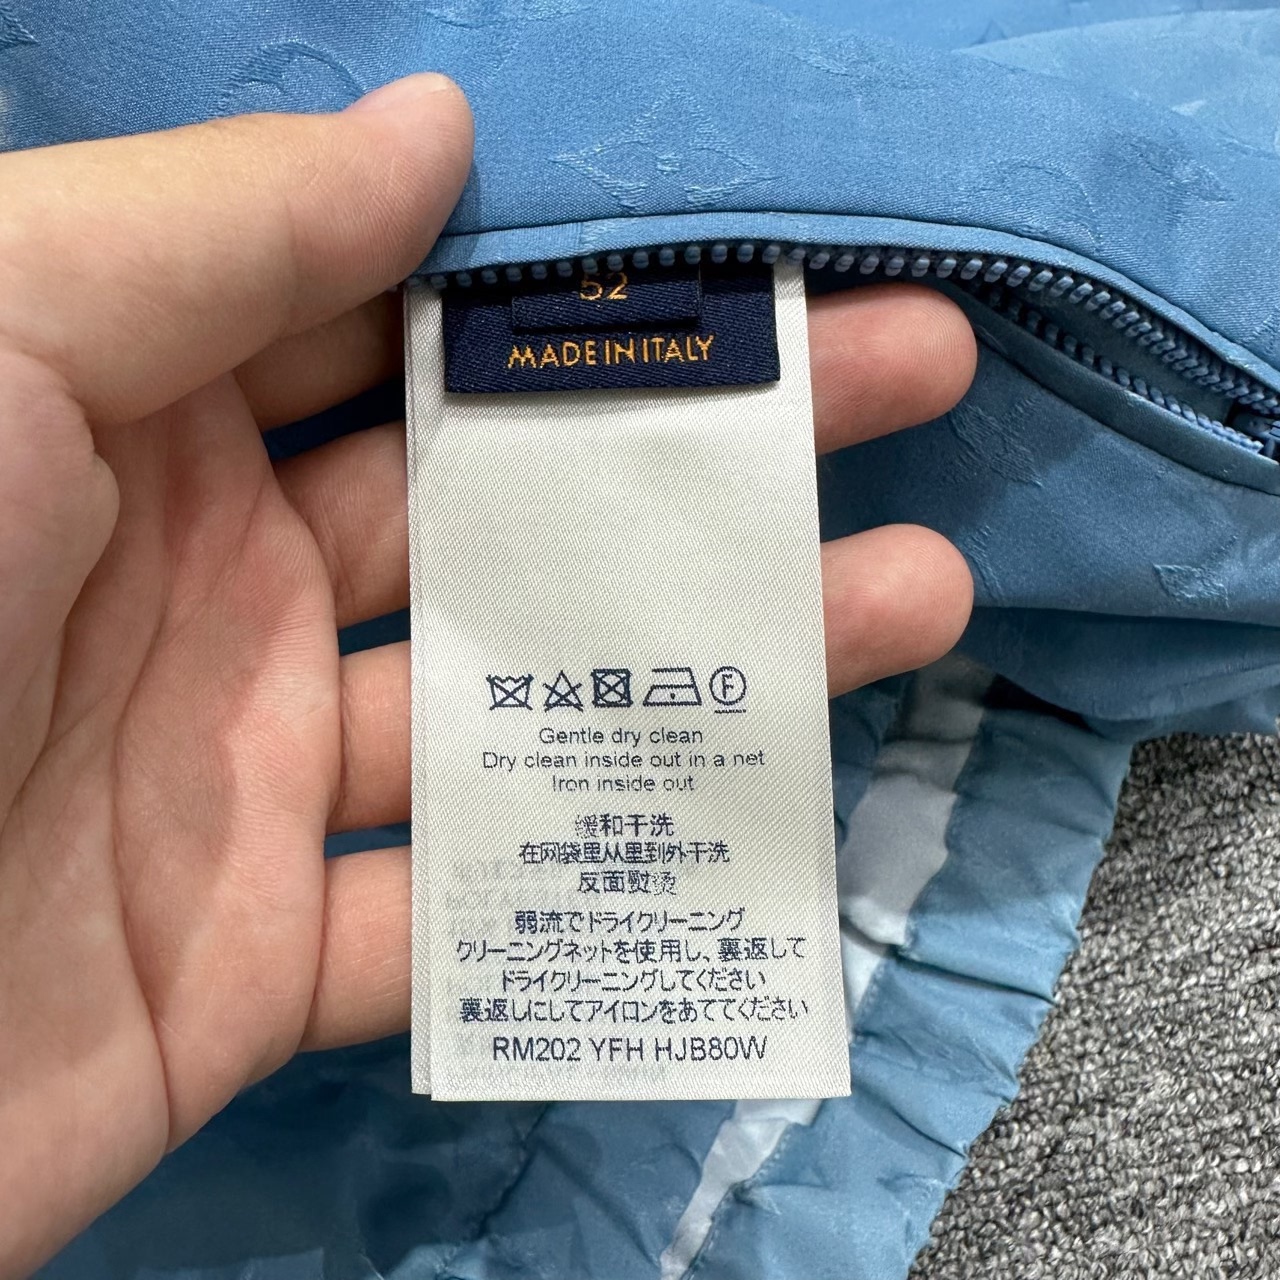 52
MADE IN ITALY
F
Gentle dry clean
Dry clean inside out in a net
Iron inside out
缓和干洗
在网袋里从里到外干洗
反面熨烫
弱流でドライクリーニング
クリーニングネットを使用し、裏返して
ドライクリーニングしてください
裏返しにしてアイロンをあててください
RM202 YFH HJB80W